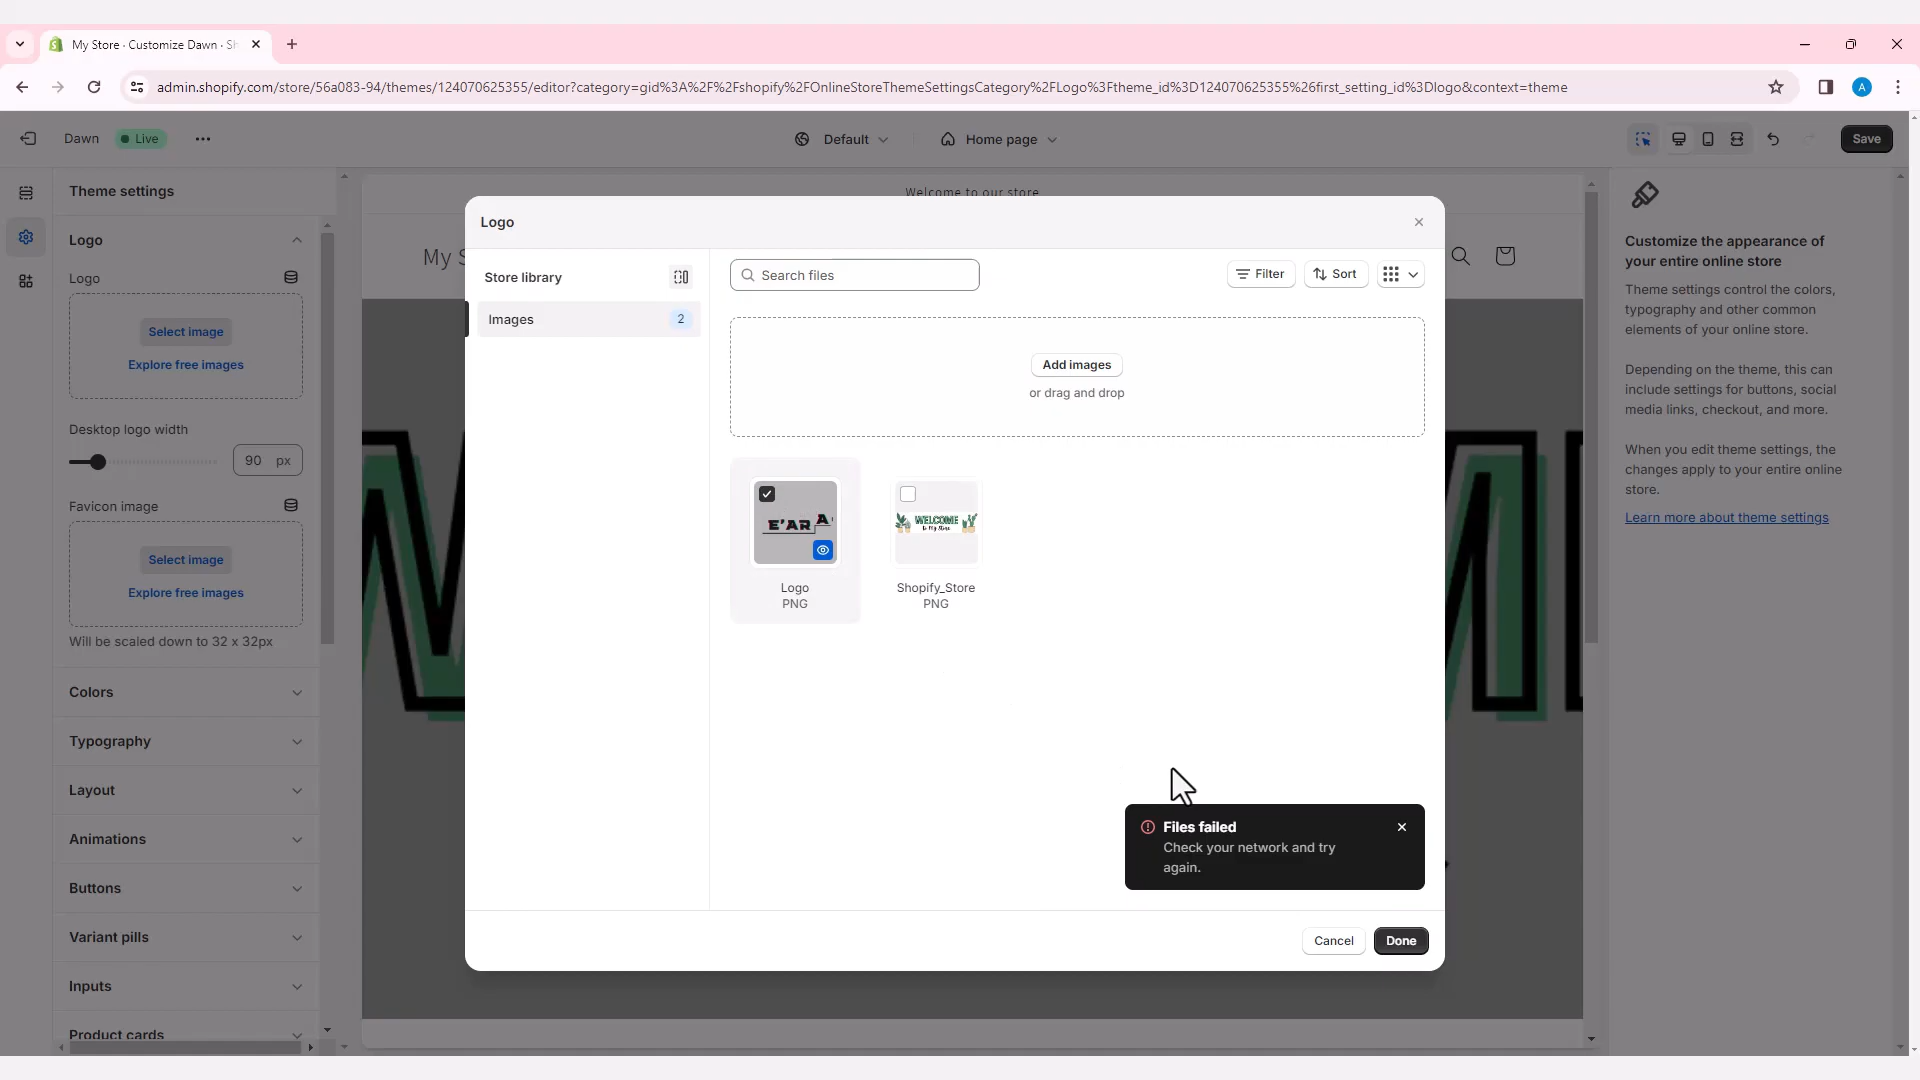 My Store · Customize Dawn · Sh
admin.shopify.com/store/56a083-94/themes/124070625355/editor?category=gid%3A%2F%2Fshopify%2FOnlineStoreThemeSettingsCategory%2FLogo%3Ftheme_id%3D124070625355%26first_setting_id%3Dlogo&context=theme
A
Dawn
Live
Default
Home page
Save
Theme settings
Logo
Logo
Select image
Explore free images
Desktop logo width
90 px
Favicon image
Select image
Explore free images
Will be scaled down to 32 x 32px
Colors
Typography
Layout
Animations
Buttons
Variant pills
Inputs
Product cards
Welcome to our store
My S
Logo
Store library
Images 2
Search files
Filter
Sort
Add images
or drag and drop
E'AR A
Logo
PNG
WELCOME
to My Store
Shopify_Store
PNG
Files failed
Check your network and try
again.
Cancel
Done
Customize the appearance of
your entire online store
Theme settings control the colors,
typography and other common
elements of your online store.
Depending on the theme, this can
include settings for buttons, social
media links, checkout, and more.
When you edit theme settings, the
changes apply to your entire online
store.
Learn more about theme settings